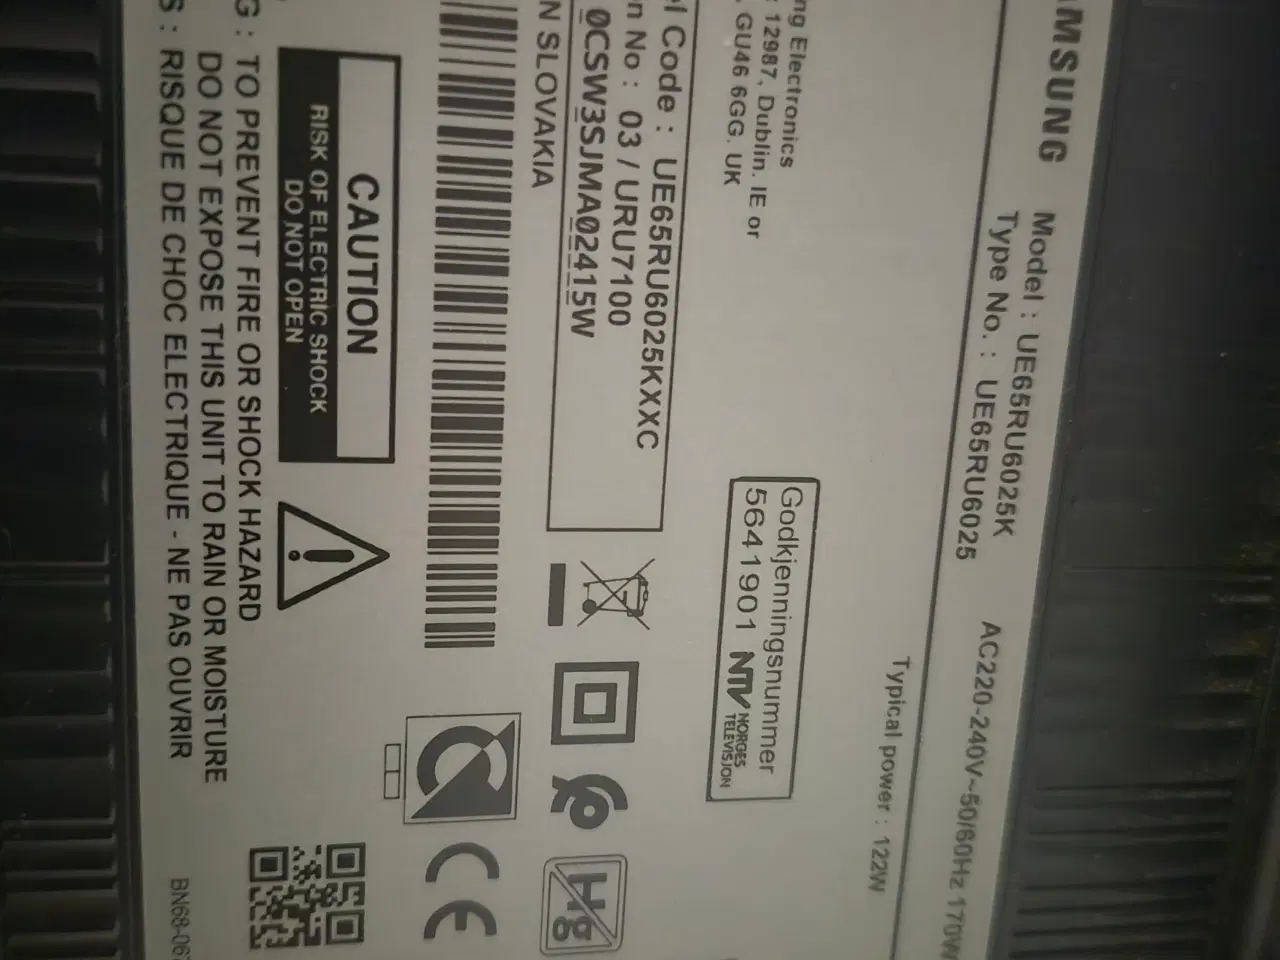 AMSUNG
Model : UE65RU6025K
Type No. : UE65RU6025
AC220-240V~50/60Hz 170W
Typical power : 122W
ng Electronics
: 12987, Dublin. IE or
, GU46 6GG. UK
Godkjenningsnummer
5641901 NTV NORGES TELEVISJON
el Code : UE65RU6025KXXC
n No : 03 / URU7100
0CSW3SJMA02415W
N SLOVAKIA
CAUTION
RISK OF ELECTRIC SHOCK
DO NOT OPEN
Hg
CE
G : TO PREVENT FIRE OR SHOCK HAZARD
DO NOT EXPOSE THIS UNIT TO RAIN OR MOISTURE
S : RISQUE DE CHOC ELECTRIQUE - NE PAS OUVRIR